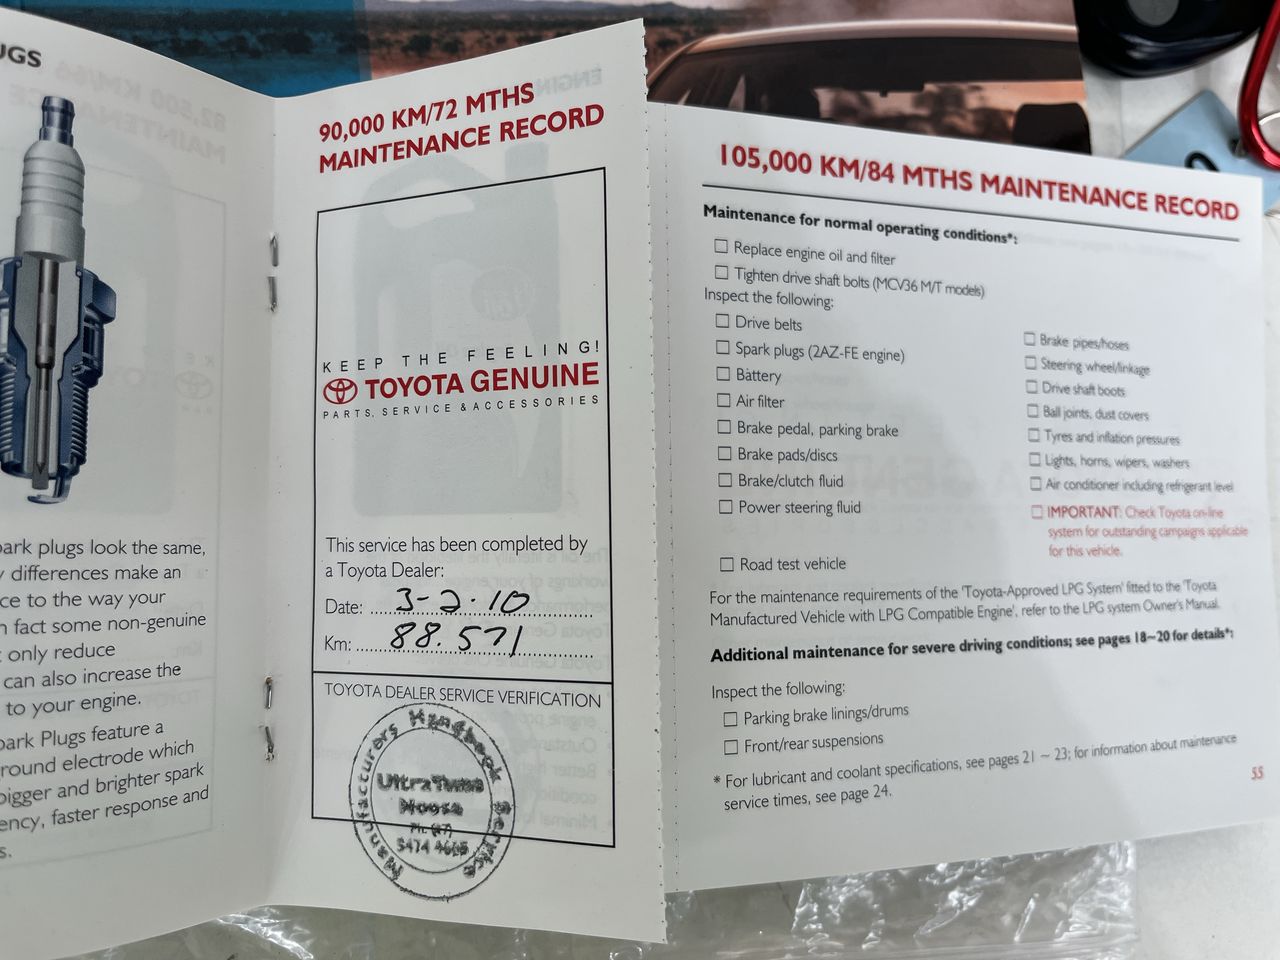 UGS
ark plugs look the same,
y differences make an
ce to the way your
n fact some non-genuine
only reduce
can also increase the
to your engine.
ark Plugs feature a
round electrode which
bigger and brighter spark
ency, faster response and
s.
90,000 KM/72 MTHS
MAINTENANCE RECORD
KEEP THE FEELING!
TOYOTA GENUINE
PARTS, SERVICE & ACCESSORIES
This service has been completed by
a Toyota Dealer:
Date: 3-2-10
Km: 88.571
TOYOTA DEALER SERVICE VERIFICATION
Manufacturers Handbook Service
UltraTune
Noosa
Ph: (07)
5474 4665
105,000 KM/84 MTHS MAINTENANCE RECORD
Maintenance for normal operating conditions*:
Replace engine oil and filter
Tighten drive shaft bolts (MCV36 M/T models)
Inspect the following:
Drive belts
Spark plugs (2AZ-FE engine)
Battery
Air filter
Brake pedal, parking brake
Brake pads/discs
Brake/clutch fluid
Power steering fluid
Road test vehicle
Brake pipes/hoses
Steering wheel/linkage
Drive shaft boots
Ball joints, dust covers
Tyres and inflation pressures
Lights, horns, wipers, washers
Air conditioner including refrigerant level
IMPORTANT: Check Toyota on-line
system for outstanding campaigns applicable
for this vehicle.
For the maintenance requirements of the 'Toyota-Approved LPG System' fitted to the 'Toyota
Manufactured Vehicle with LPG Compatible Engine', refer to the LPG system Owner's Manual.
Additional maintenance for severe driving conditions; see pages 18~20 for details*:
Inspect the following:
Parking brake linings/drums
Front/rear suspensions
* For lubricant and coolant specifications, see pages 21 ~ 23; for information about maintenance
service times, see page 24.
55